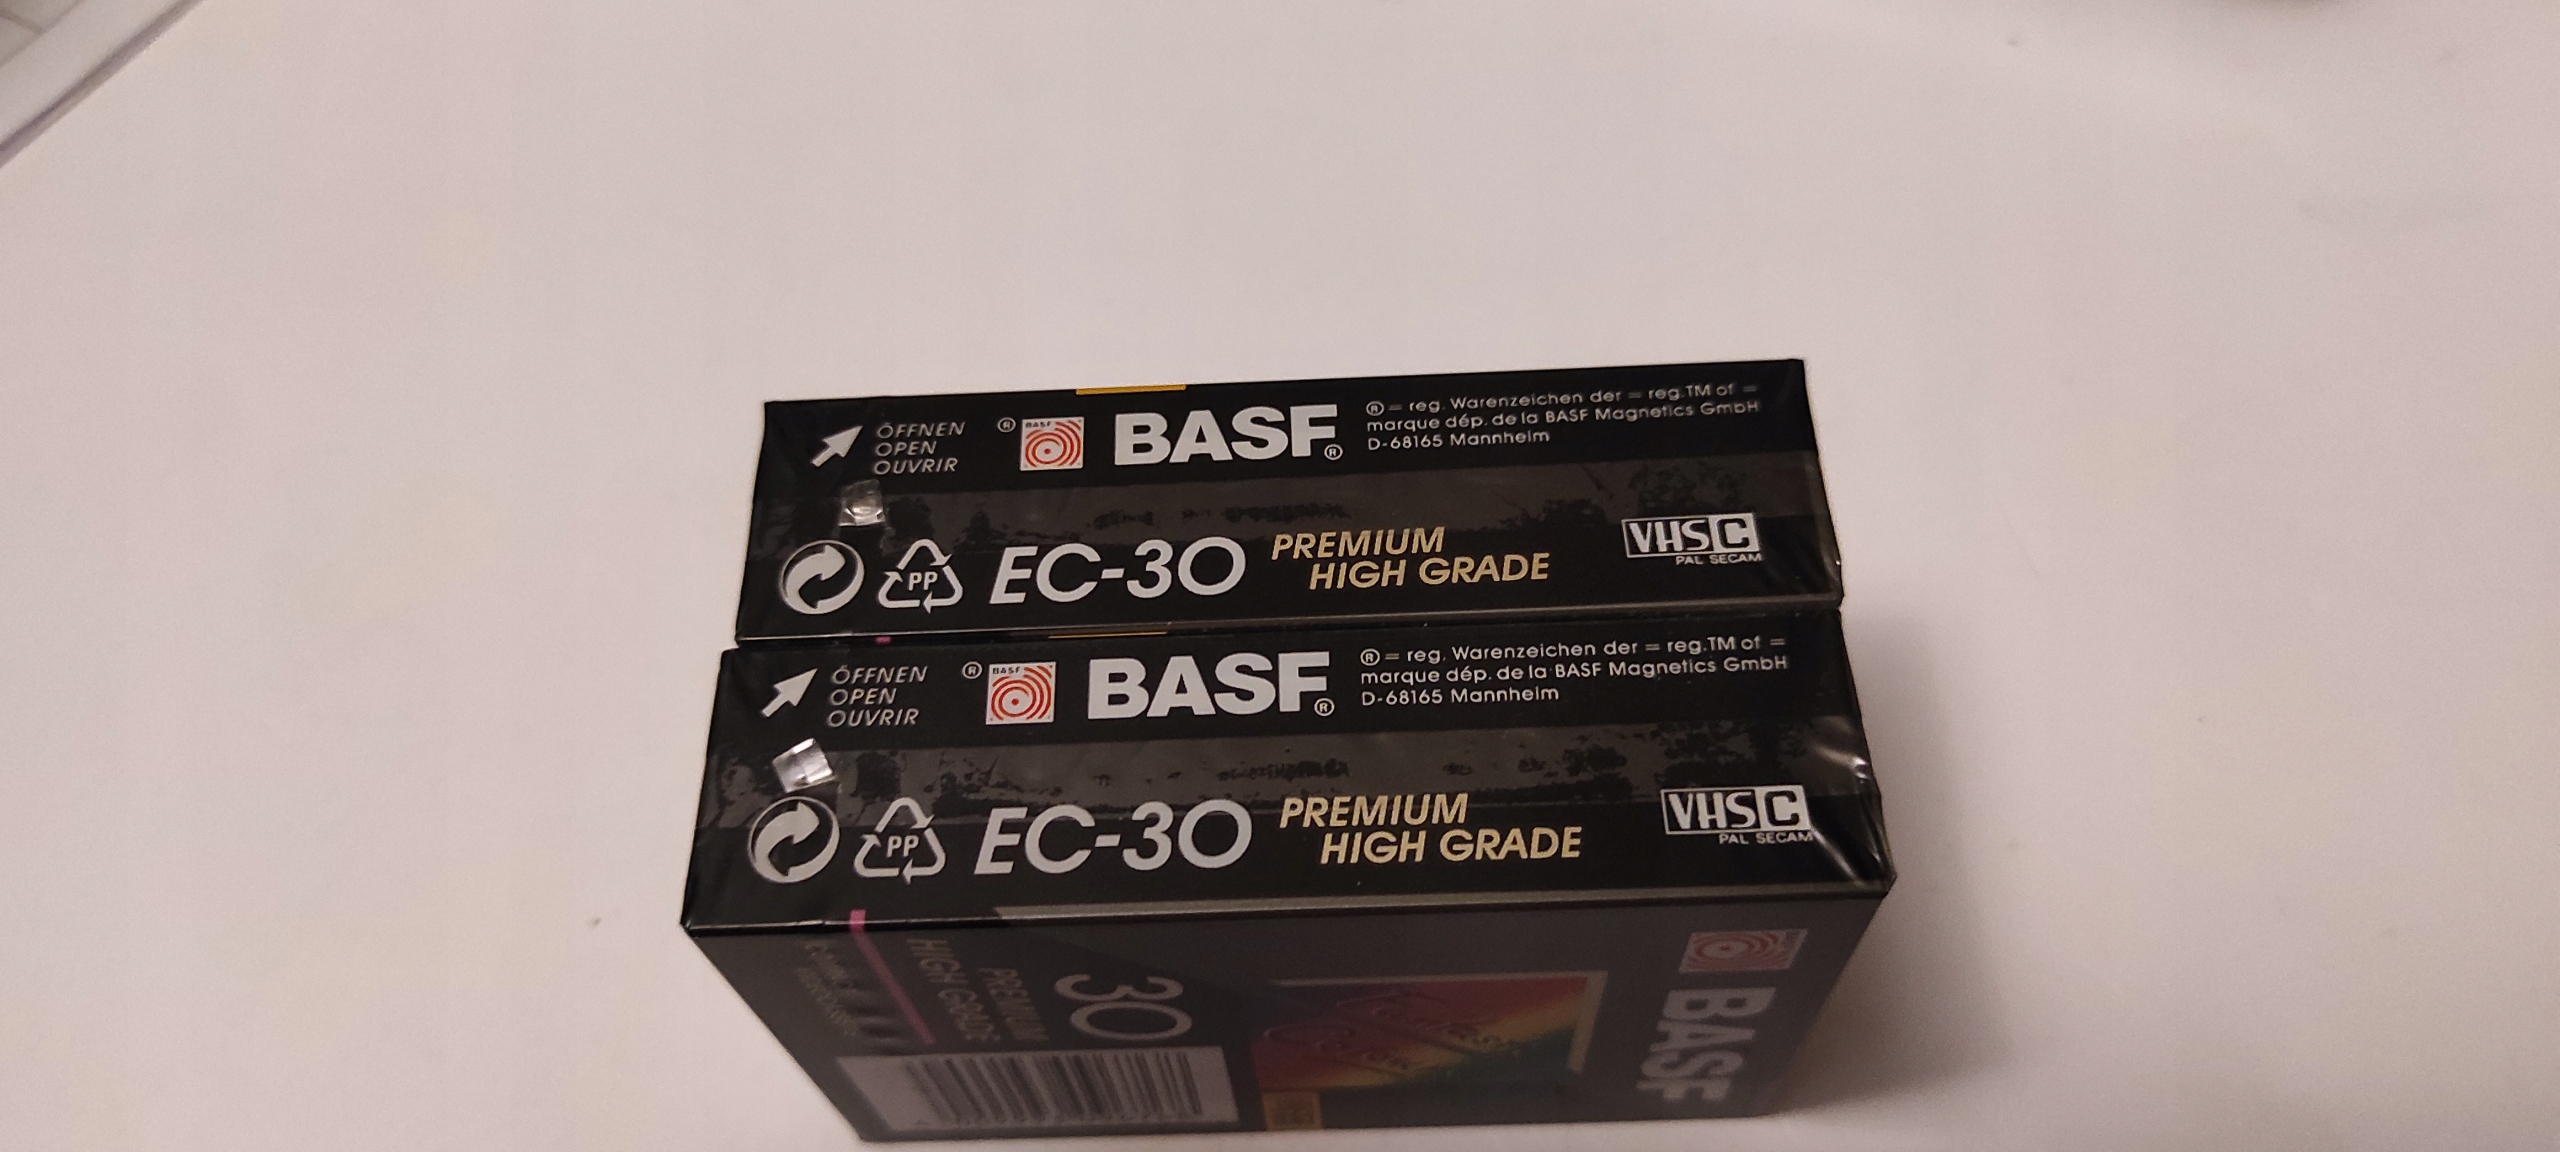 ÖFFNEN
OPEN
OUVRIR
® BASF
BASF®
® = reg. Warenzeichen der = reg.TM of =
marque dép. de la BASF Magnetics GmbH
D-68165 Mannheim
PP
EC-30
PREMIUM
HIGH GRADE
VHSC
PAL SECAM
ÖFFNEN
OPEN
OUVRIR
® BASF
BASF®
® = reg. Warenzeichen der = reg.TM of =
marque dép. de la BASF Magnetics GmbH
D-68165 Mannheim
PP
EC-30
PREMIUM
HIGH GRADE
VHSC
PAL SECAM
BASF
30
PREMIUM
HIGH GRADE